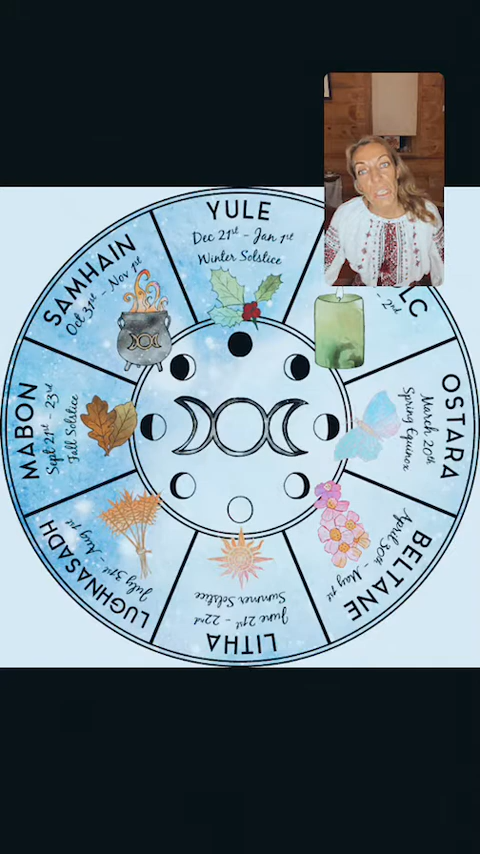 YULE
Dec 21st - Jan 1st
Winter Solstice
LC
2nd
OSTARA
March 20th
Spring Equinox
BELTANE
April 30th - May 1st
LITHA
June 21st - 22nd
Summer Solstice
LUGHNASADH
July 31st - Aug 1st
MABON
Sept 21st - 23rd
Fall Solstice
SAMHAIN
Oct 31st - Nov 1st